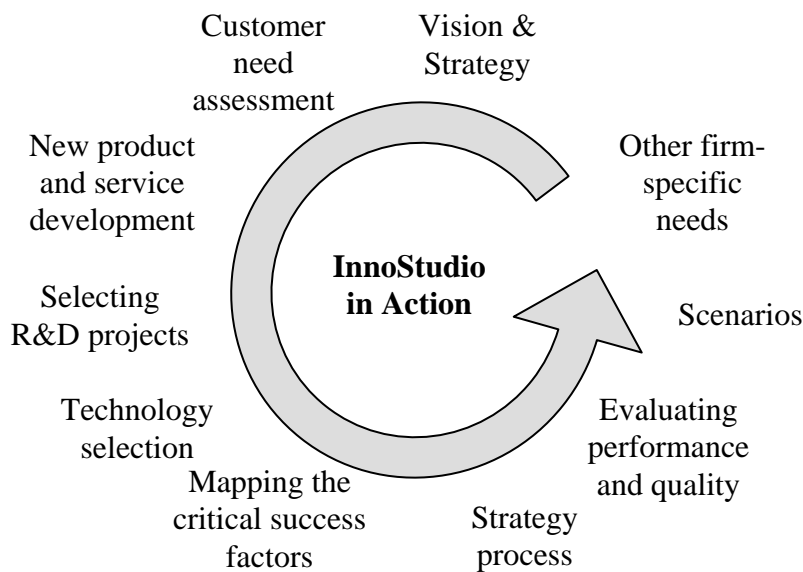 Customer
need
assessment
Vision &
Strategy
New product
and service
development
Other firm-
specific
needs
InnoStudio
in Action
Selecting
R&D projects
Scenarios
Technology
selection
Evaluating
performance
and quality
Mapping the
critical success
factors
Strategy
process